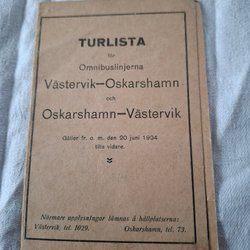 TURLISTA
för
Omnibuslinjerna
Västervik—Oskarshamn
och
Oskarshamn—Västervik
Gäller fr. o. m. den 20 juni 1934
tills vidare.
Närmare upplysningar lämnas å hållplatserna:
Västervik, tel. 1029. Oskarshamn, tel. 73.